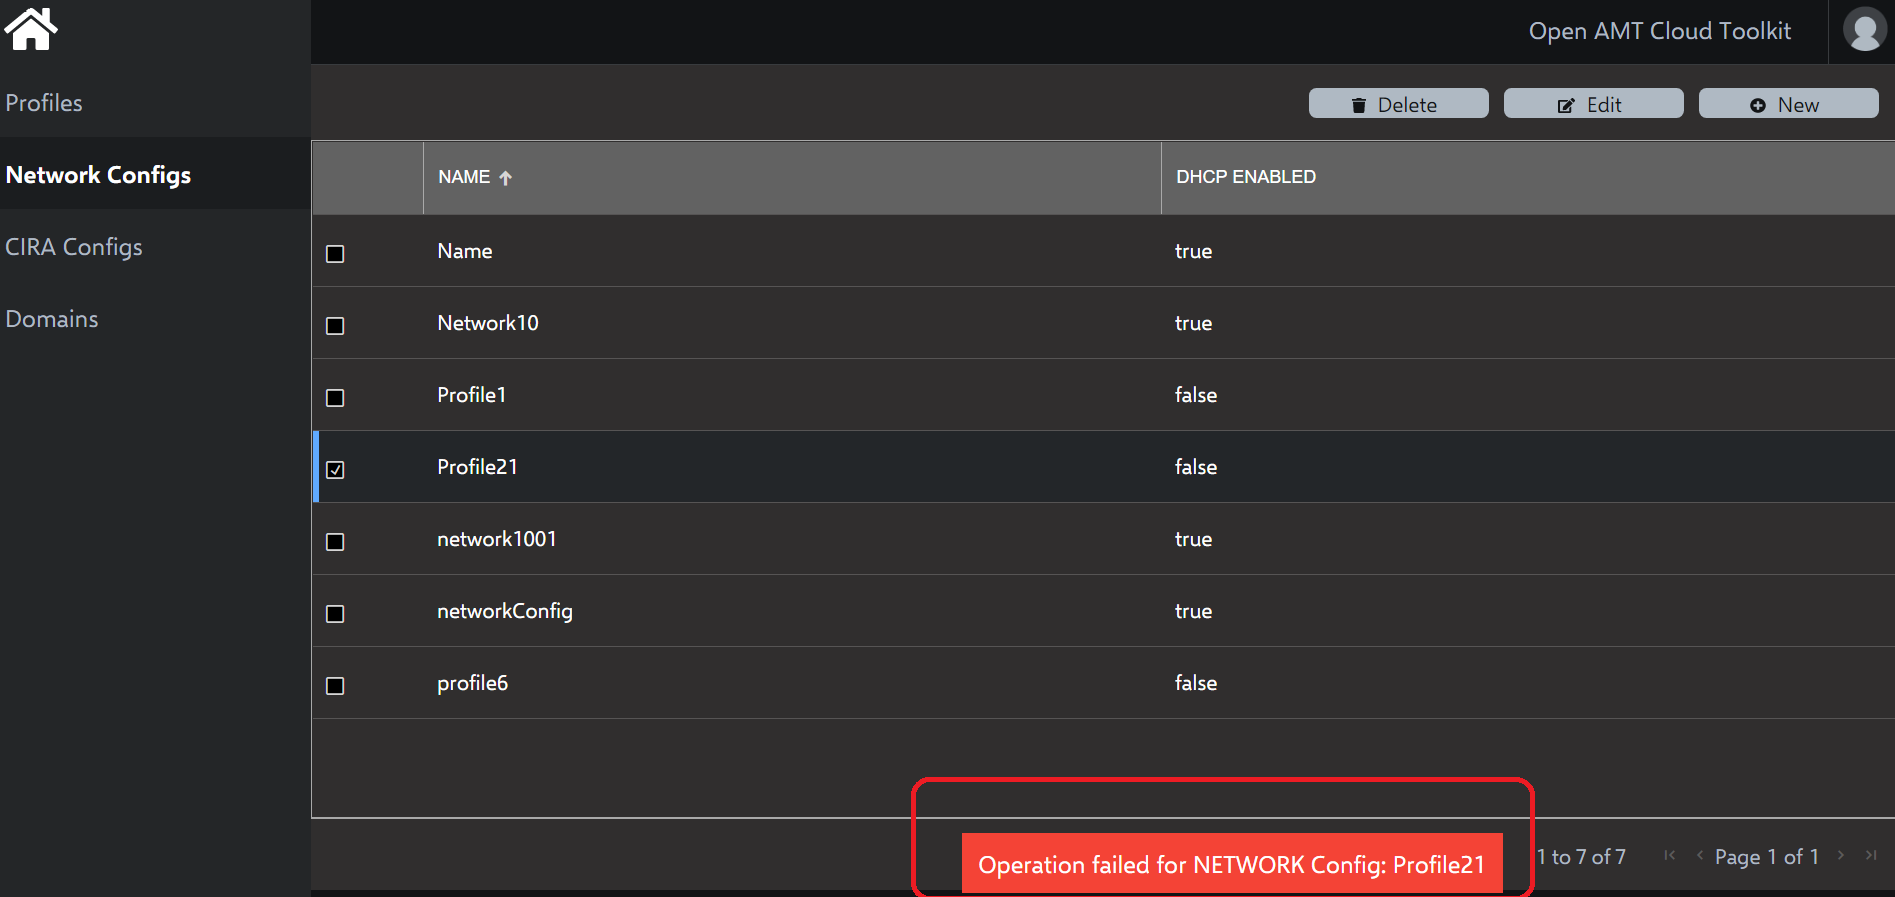 Open AMT Cloud Toolkit
Profiles
Network Configs
CIRA Configs
Domains
Delete
Edit
New
NAME DHCP ENABLED
Name true
Network10 true
Profile1 false
Profile21 false
network1001 true
networkConfig true
profile6 false
Operation failed for NETWORK Config: Profile21
1 to 7 of 7
Page 1 of 1